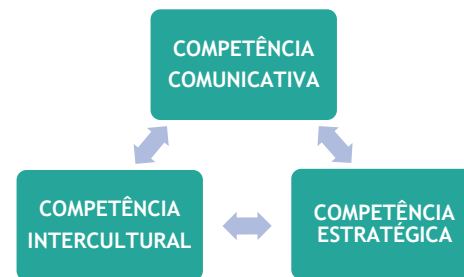 COMPETÊNCIA
COMUNICATIVA
COMPETÊNCIA
INTERCULTURAL
COMPETÊNCIA
ESTRATÉGICA